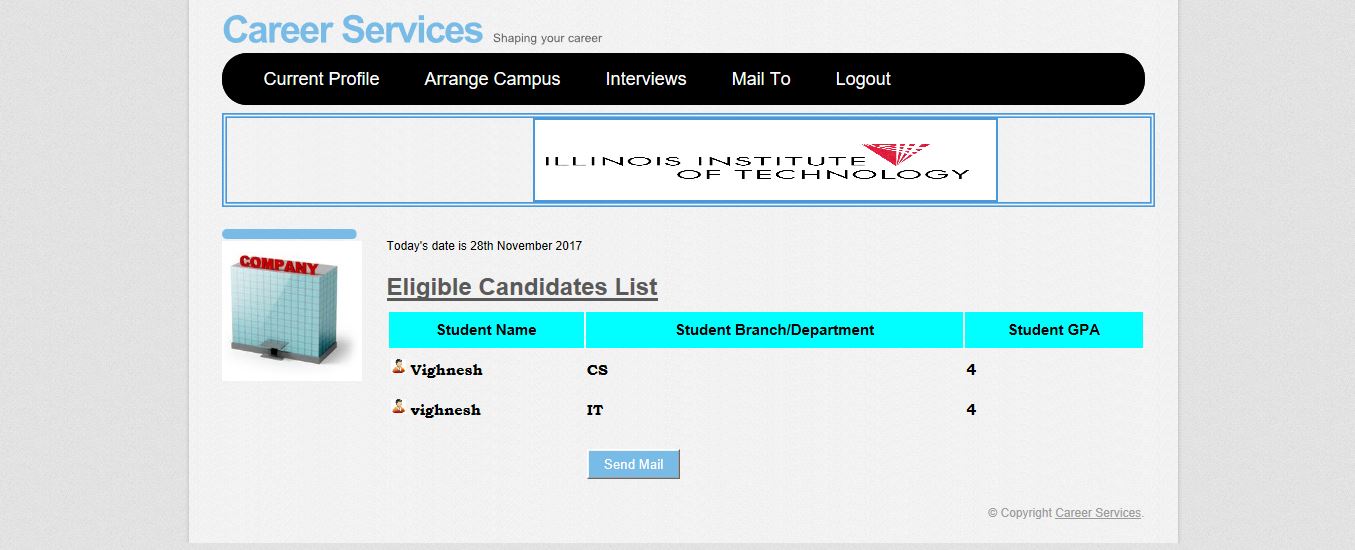 Career Services Shaping your career
Current Profile Arrange Campus Interviews Mail To Logout
ILLINOIS INSTITUTE
OF TECHNOLOGY
COMPANY
Today's date is 28th November 2017
Eligible Candidates List
Student Name Student Branch/Department Student GPA
Vighnesh CS 4
vighnesh IT 4
Send Mail
© Copyright Career Services.